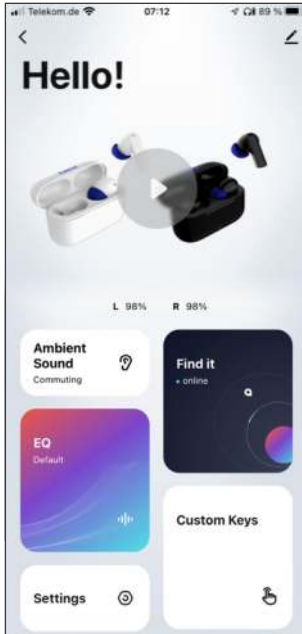 Telekom.de 07:12 89 %
Hello!
L 98% R 98%
Ambient
Sound
Commuting
Find it
online
EQ
Default
Custom Keys
Settings